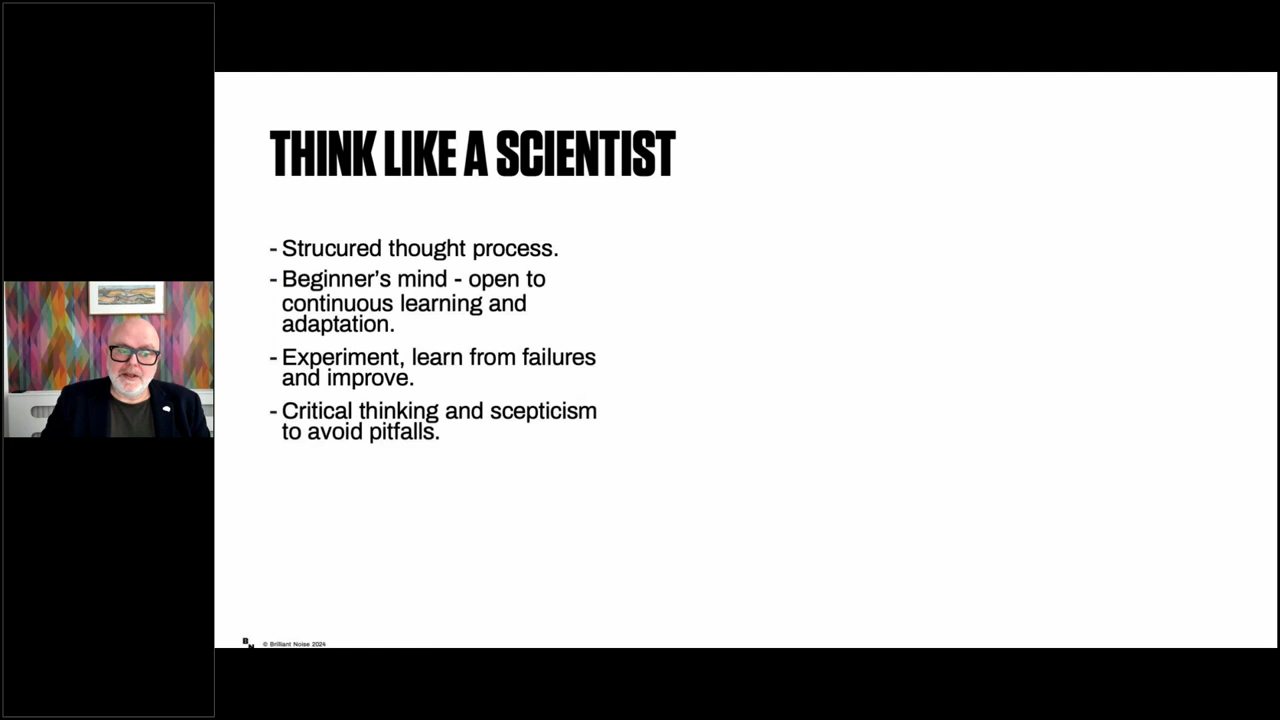 THINK LIKE A SCIENTIST
- Strucured thought process.
- Beginner’s mind - open to
continuous learning and
adaptation.
- Experiment, learn from failures
and improve.
- Critical thinking and scepticism
to avoid pitfalls.
BN
© Brilliant Noise 2024